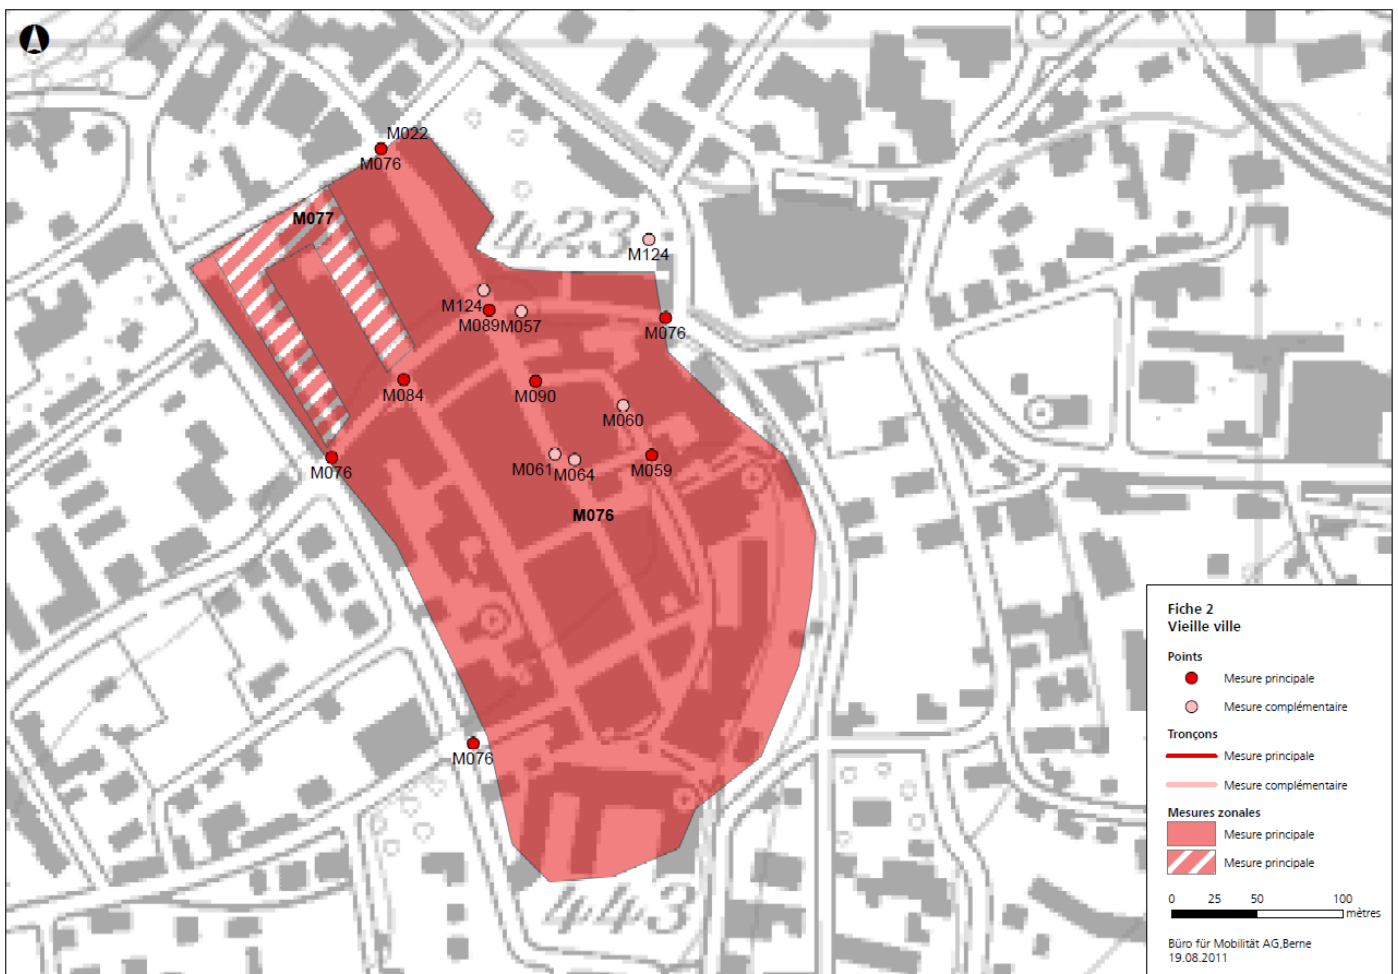 M022
M076
M077
423
M124
M124
M089
M057
M076
M084
M090
M060
M076
M061
M064
M059
M076
M076
443
Fiche 2
Vieille ville
Points
Mesure principale
Mesure complémentaire
Tronçons
Mesure principale
Mesure complémentaire
Mesures zonales
Mesure principale
Mesure principale
0 25 50 100
mètres
Büro für Mobilität AG,Berne
19.08.2011